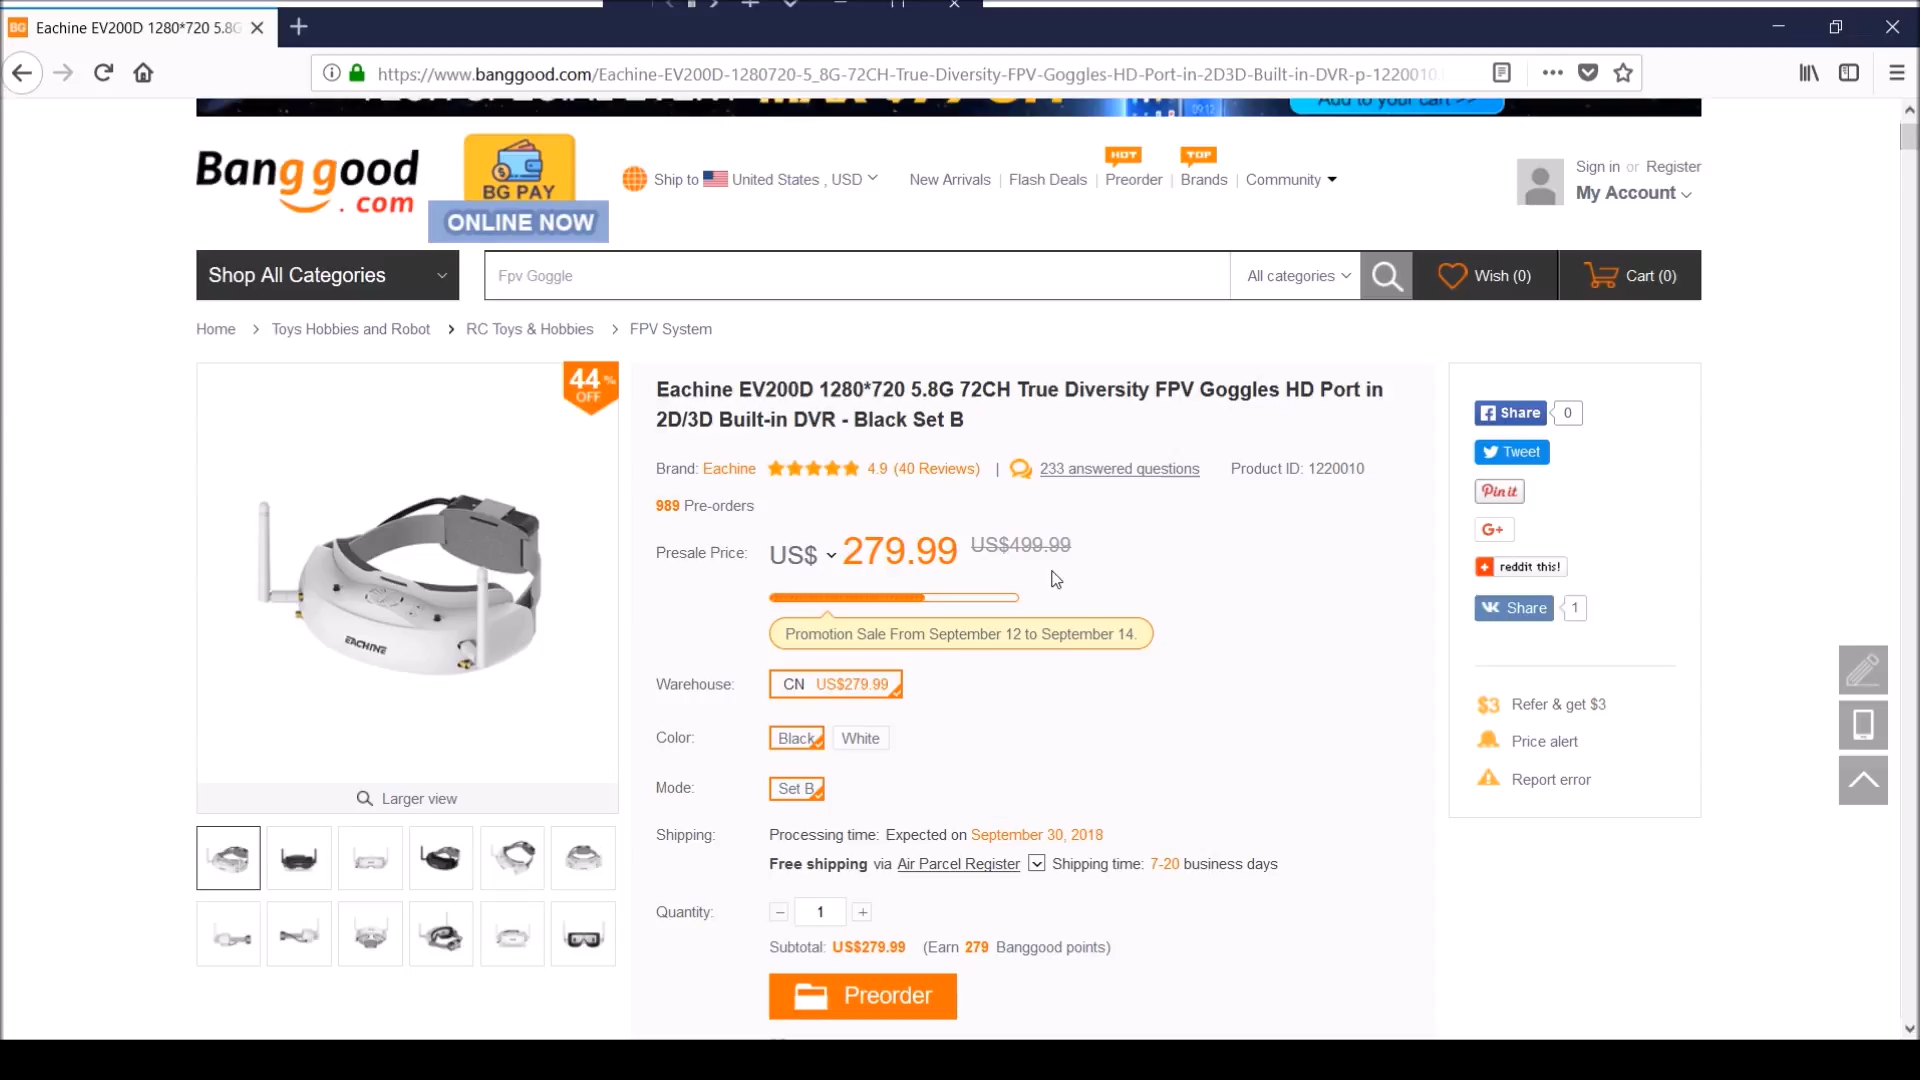 Eachine EV200D 1280*720 5.8G
https://www.banggood.com/Eachine-EV200D-1280720-5_8G-72CH-True-Diversity-FPV-Goggles-HD-Port-in-2D3D-Built-in-DVR-p-1220010.
Add to your cart >>
09:12
Banggood
.com
BG PAY
ONLINE NOW
Ship to United States , USD
New Arrivals | Flash Deals | Preorder | Brands | Community
HOT
TOP
Sign in or Register
My Account
Shop All Categories
Fpv Goggle
All categories
Wish (0)
Cart (0)
Home > Toys Hobbies and Robot > RC Toys & Hobbies > FPV System
44%
OFF
EACHINE
Larger view
Eachine EV200D 1280*720 5.8G 72CH True Diversity FPV Goggles HD Port in
2D/3D Built-in DVR - Black Set B
Brand: Eachine 4.9 (40 Reviews) | 233 answered questions Product ID: 1220010
989 Pre-orders
Presale Price: US$ 279.99 US$499.99
Promotion Sale From September 12 to September 14.
Warehouse: CN US$279.99
Color: Black White
Mode: Set B
Shipping: Processing time: Expected on September 30, 2018
Free shipping via Air Parcel Register Shipping time: 7-20 business days
Quantity: − 1 +
Subtotal: US$279.99 (Earn 279 Banggood points)
Preorder
Share 0
Tweet
Pin it
G+
reddit this!
Share 1
$3 Refer & get $3
Price alert
Report error